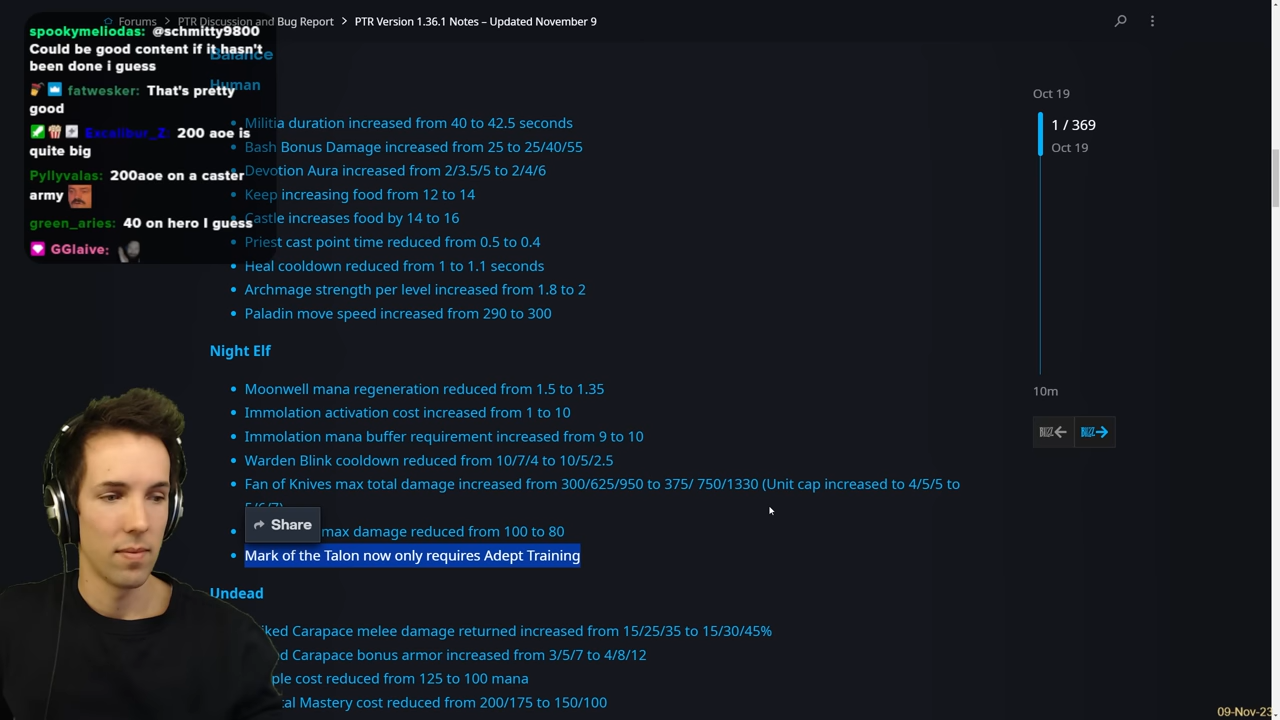 Forums > PTR Discussion and Bug Report > PTR Version 1.36.1 Notes – Updated November 9
spookymeliodas: @schmitty9800
Could be good content if it hasn't
been done i guess
fatwesker: That's pretty
good
Excalibur_Z: 200 aoe is
quite big
Pyllyvalas: 200aoe on a caster
army
green_aries: 40 on hero I guess
GGlaive:
Balance
Human
Militia duration increased from 40 to 42.5 seconds
Bash Bonus Damage increased from 25 to 25/40/55
Devotion Aura increased from 2/3.5/5 to 2/4/6
Keep increasing food from 12 to 14
Castle increases food by 14 to 16
Priest cast point time reduced from 0.5 to 0.4
Heal cooldown reduced from 1 to 1.1 seconds
Archmage strength per level increased from 1.8 to 2
Paladin move speed increased from 290 to 300
Night Elf
Moonwell mana regeneration reduced from 1.5 to 1.35
Immolation activation cost increased from 1 to 10
Immolation mana buffer requirement increased from 9 to 10
Warden Blink cooldown reduced from 10/7/4 to 10/5/2.5
Fan of Knives max total damage increased from 300/625/950 to 375/ 750/1330 (Unit cap increased to 4/5/5 to
Share
max damage reduced from 100 to 80
Mark of the Talon now only requires Adept Training
Undead
Carapace melee damage returned increased from 15/25/35 to 15/30/45%
Carapace bonus armor increased from 3/5/7 to 4/8/12
cost reduced from 125 to 100 mana
Mastery cost reduced from 200/175 to 150/100
Oct 19
1 / 369
Oct 19
10m
09-Nov-23